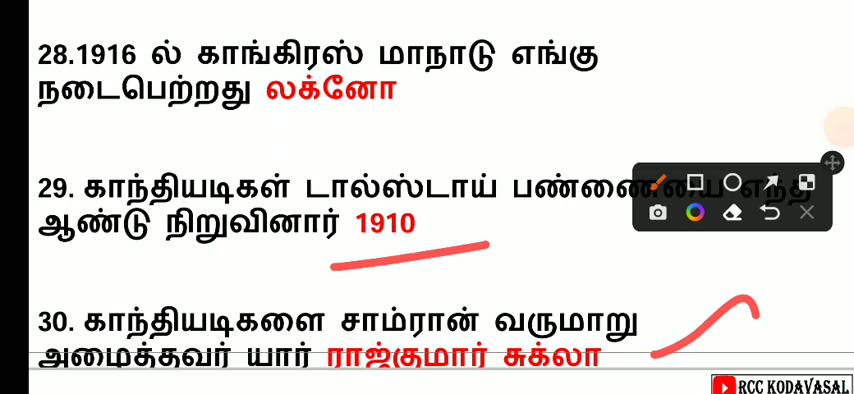 28.1916 ல் காங்கிரஸ் மாநாடு எங்கு
நடைபெற்றது லக்னோ
29. காந்தியடிகள் டால்ஸ்டாய் பண்ணையை எந்த
ஆண்டு நிறுவினார் 1910
30. காந்தியடிகளை சாம்ரான் வருமாறு
அழைத்தவர் யார் ராஜ்குமார் சுக்லா
RCC KODAVASAL